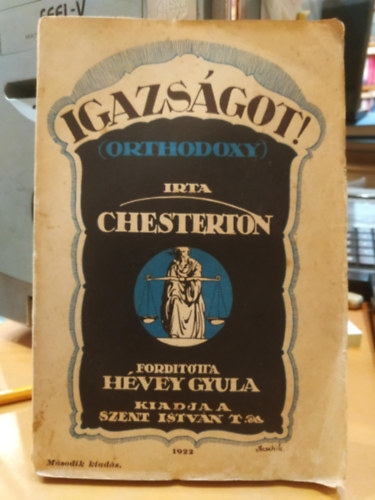 IGAZSÁGOT!
(ORTHODOXY)
IRTA
CHESTERTON
FORDITOTTA
HÉVEY GYULA
KIADJA A
SZENT ISTVÁN T
1922
Második kiadás.